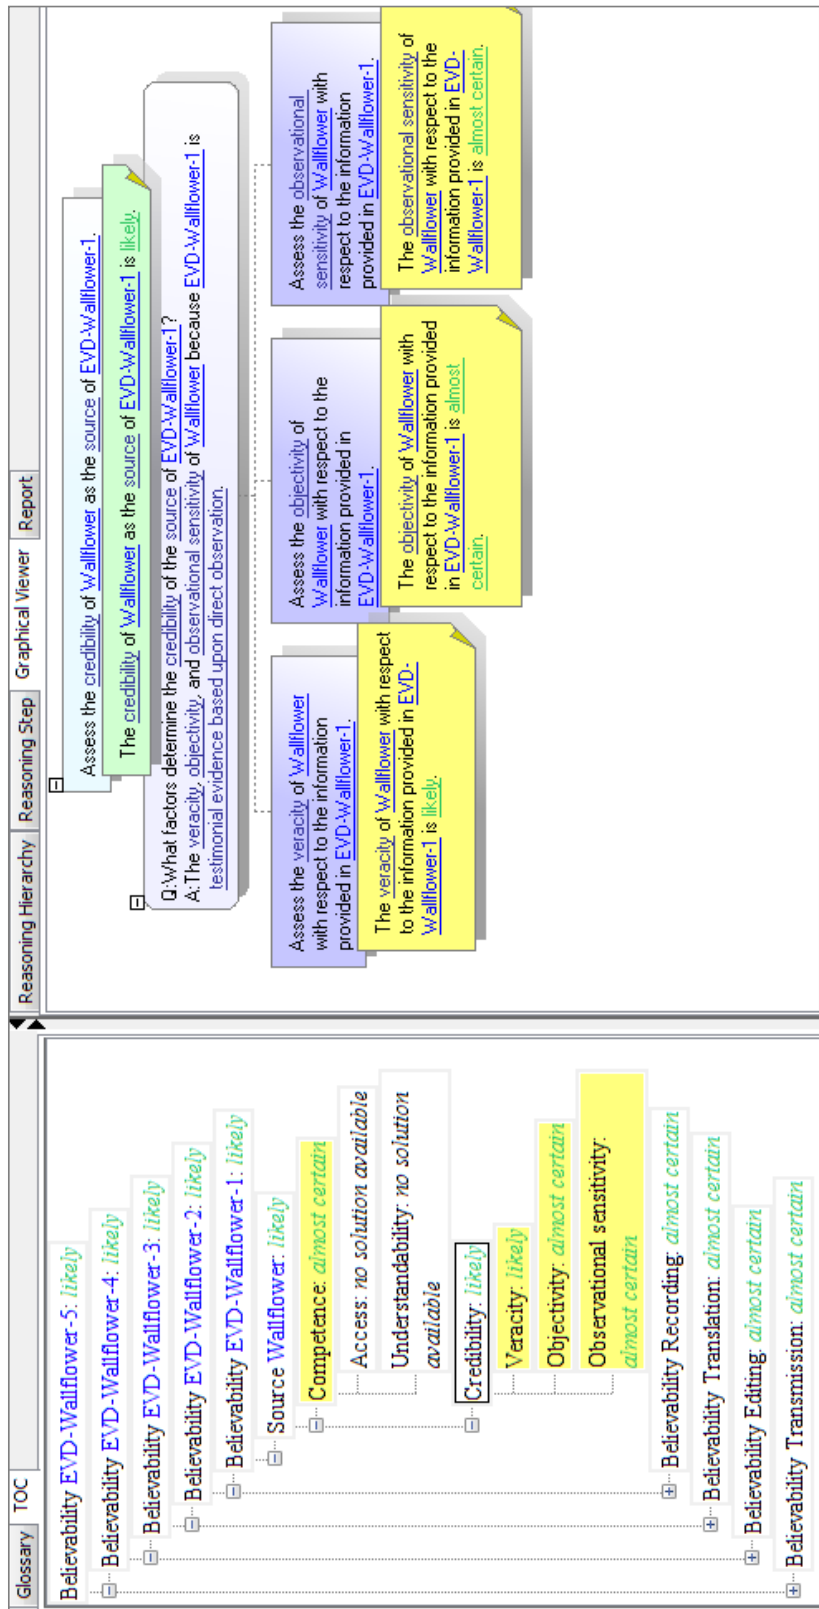 Glossary TOC
Believability EVD-Wallflower-5: likely
Believability EVD-Wallflower-4: likely
Believability EVD-Wallflower-3: likely
Believability EVD-Wallflower-2: likely
Believability EVD-Wallflower-1: likely
Source Wallflower: likely
Competence: almost certain
Access: no solution available
Understandability: no solution
available
Credibility: likely
Veracity: likely
Objectivity: almost certain
Observational sensitivity:
almost certain
Believability Recording: almost certain
Believability Translation: almost certain
Believability Editing: almost certain
Believability Transmission: almost certain
Reasoning Hierarchy Reasoning Step Graphical Viewer Report
Assess the credibility of Wallflower as the source of EVD-Wallflower-1.
The credibility of Wallflower as the source of EVD-Wallflower-1 is likely.
Q:What factors determine the credibility of the source of EVD-Wallflower-1?
A:The veracity, objectivity, and observational sensitivity of Wallflower because EVD-Wallflower-1 is
testimonial evidence based upon direct observation.
Assess the veracity of Wallflower
with respect to the information
provided in EVD-Wallflower-1.
The veracity of Wallflower with respect
to the information provided in EVD-
Wallflower-1 is likely.
Assess the objectivity of
Wallflower with respect to the
information provided in
EVD-Wallflower-1.
The objectivity of Wallflower with
respect to the information provided
in EVD-Wallflower-1 is almost
certain.
Assess the observational
sensitivity of Wallflower with
respect to the information
provided in EVD-Wallflower-1.
The observational sensitivity of
Wallflower with respect to the
information provided in EVD-
Wallflower-1 is almost certain.